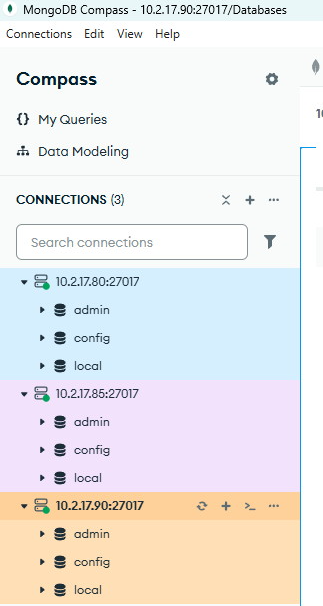 MongoDB Compass - 10.2.17.90:27017/Databases
Connections Edit View Help
Compass
{} My Queries
Data Modeling
CONNECTIONS (3)
Search connections
10.2.17.80:27017
admin
config
local
10.2.17.85:27017
admin
config
local
10.2.17.90:27017
admin
config
local